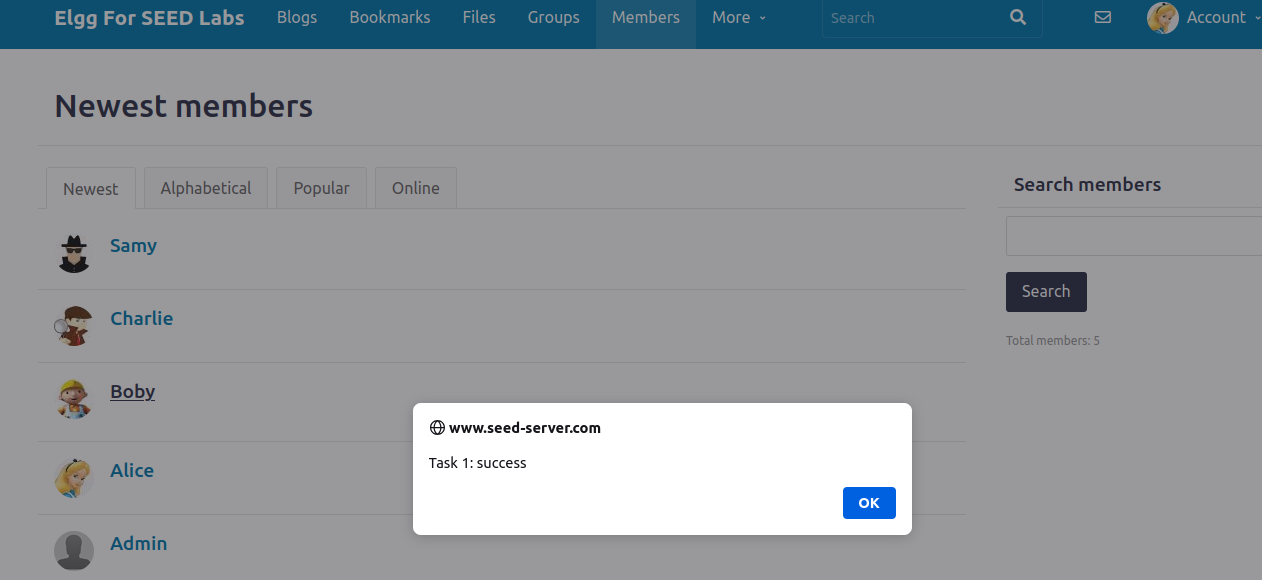 Elgg For SEED Labs Blogs Bookmarks Files Groups Members More Search Account
Newest members
Newest Alphabetical Popular Online
Search members
Samy
Search
Charlie
Total members: 5
Boby
www.seed-server.com
Task 1: success
Alice
OK
Admin